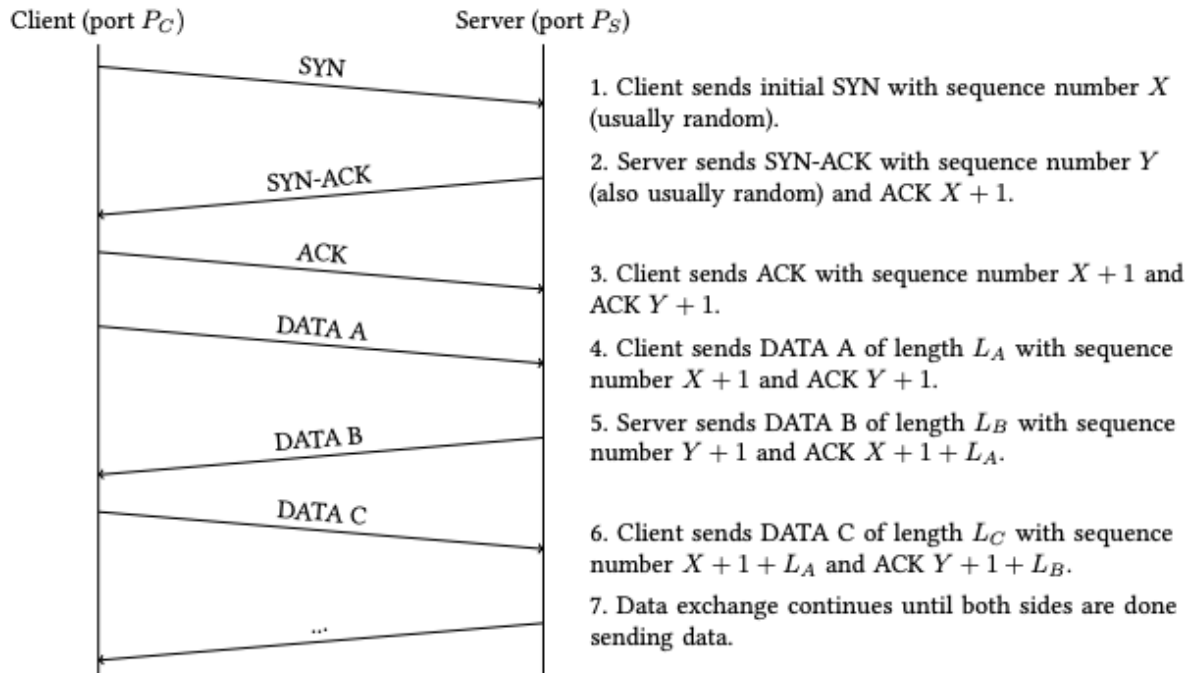 Client (port P_C) Server (port P_S)
SYN
1. Client sends initial SYN with sequence number X
(usually random).
SYN-ACK
2. Server sends SYN-ACK with sequence number Y
(also usually random) and ACK X + 1.
ACK
3. Client sends ACK with sequence number X + 1 and
ACK Y + 1.
DATA A
4. Client sends DATA A of length L_A with sequence
number X + 1 and ACK Y + 1.
DATA B
5. Server sends DATA B of length L_B with sequence
number Y + 1 and ACK X + 1 + L_A.
DATA C
6. Client sends DATA C of length L_C with sequence
number X + 1 + L_A and ACK Y + 1 + L_B.
...
7. Data exchange continues until both sides are done
sending data.